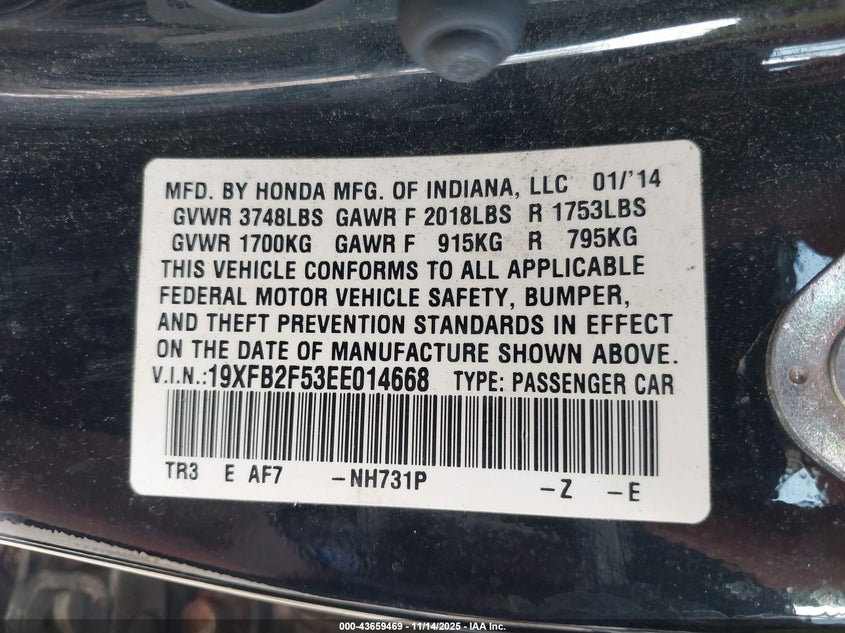 MFD. BY HONDA MFG. OF INDIANA, LLC 01/'14
GVWR 3748LBS GAWR F 2018LBS R 1753LBS
GVWR 1700KG GAWR F 915KG R 795KG
THIS VEHICLE CONFORMS TO ALL APPLICABLE
FEDERAL MOTOR VEHICLE SAFETY, BUMPER,
AND THEFT PREVENTION STANDARDS IN EFFECT
ON THE DATE OF MANUFACTURE SHOWN ABOVE.
V.I.N.:19XFB2F53EE014668 TYPE: PASSENGER CAR
TR3 E AF7 -NH731P -Z -E
000-43659469 - 11/14/2025 - IAA Inc.